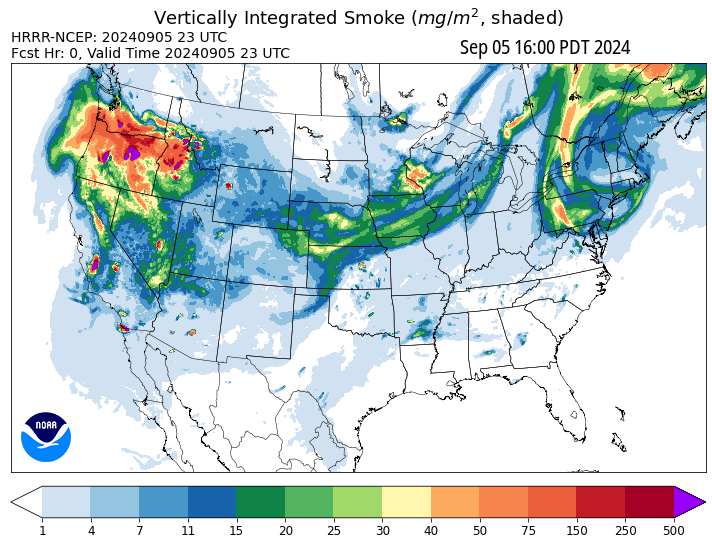 Vertically Integrated Smoke (mg/m², shaded)
HRRR-NCEP: 20240905 23 UTC
Fcst Hr: 0, Valid Time 20240905 23 UTC
Sep 05 16:00 PDT 2024
NOAA
1 4 7 11 15 20 25 30 40 50 75 150 250 500